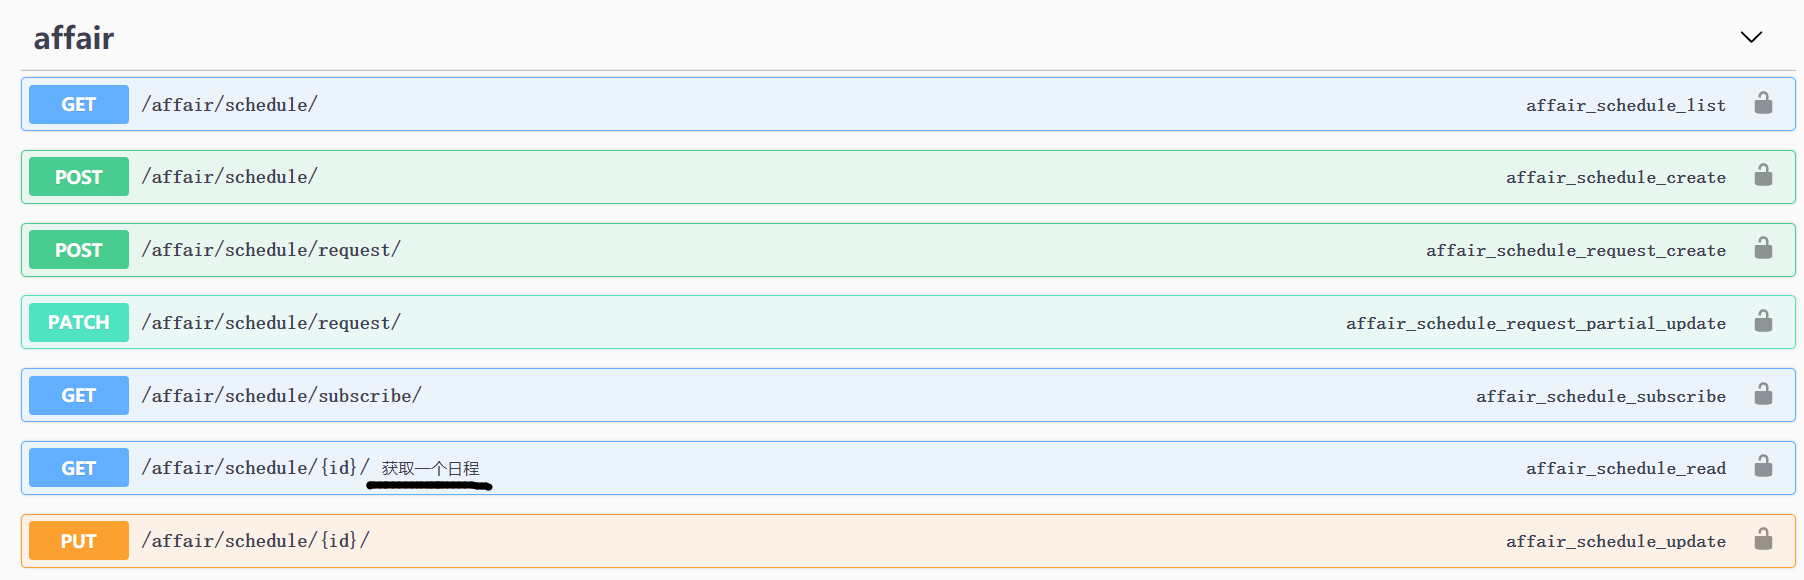 affair
GET /affair/schedule/ affair_schedule_list
POST /affair/schedule/ affair_schedule_create
POST /affair/schedule/request/ affair_schedule_request_create
PATCH /affair/schedule/request/ affair_schedule_request_partial_update
GET /affair/schedule/subscribe/ affair_schedule_subscribe
GET /affair/schedule/{id}/ 获取一个日程 affair_schedule_read
PUT /affair/schedule/{id}/ affair_schedule_update